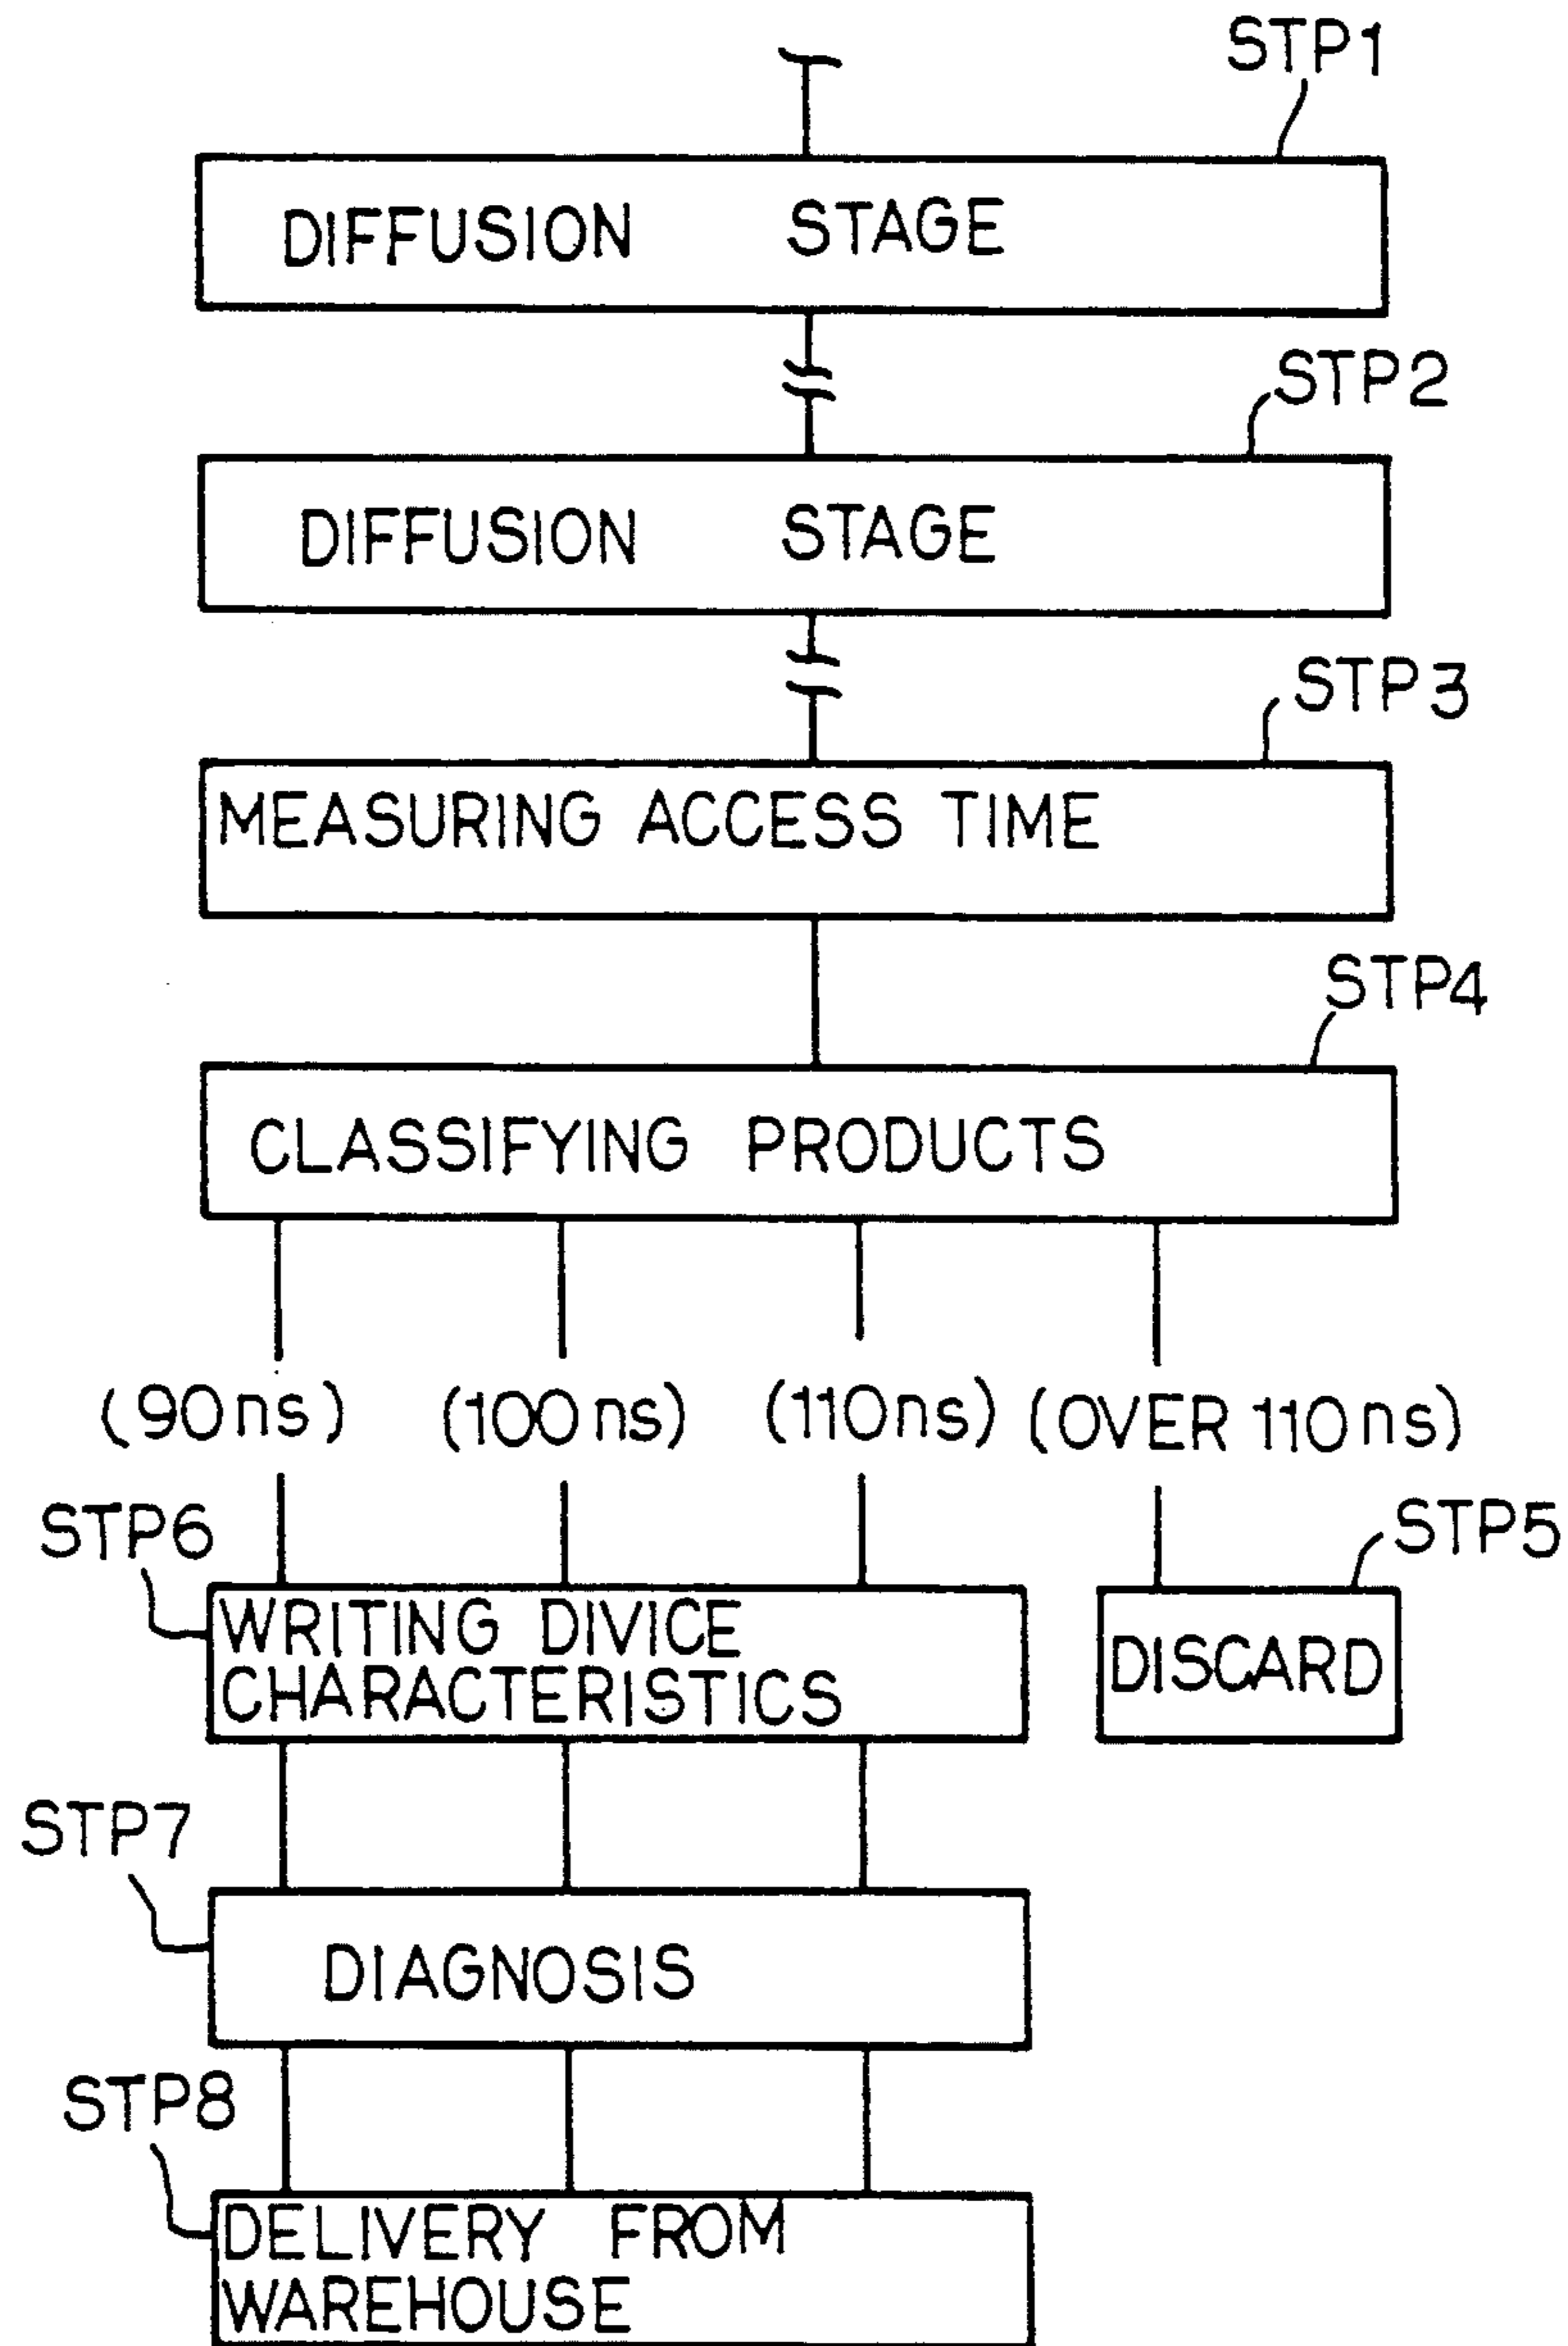 STP1
DIFFUSION STAGE
STP2
DIFFUSION STAGE
STP3
MEASURING ACCESS TIME
STP4
CLASSIFYING PRODUCTS
(90ns) (100ns) (110ns) (OVER 110ns)
STP6
STP5
WRITING DIVICE
CHARACTERISTICS
DISCARD
STP7
DIAGNOSIS
STP8
DELIVERY FROM
WAREHOUSE